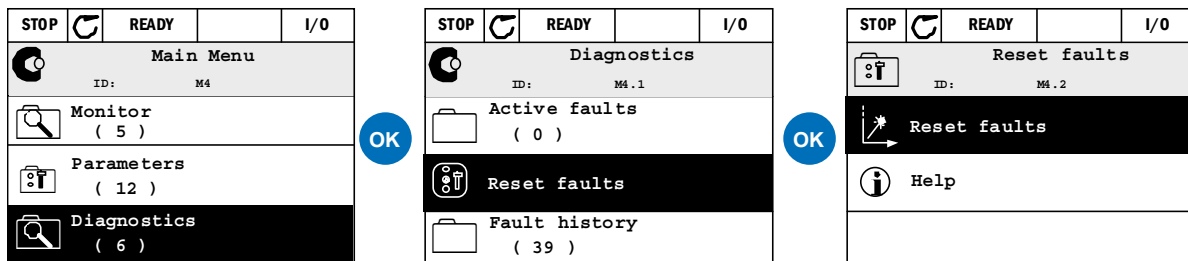 STOP READY I/O
Main Menu
ID: M4
Monitor
( 5 )
Parameters
( 12 )
Diagnostics
( 6 )
OK
STOP READY I/O
Diagnostics
ID: M4.1
Active faults
( 0 )
Reset faults
Fault history
( 39 )
OK
STOP READY I/O
Reset faults
ID: M4.2
Reset faults
Help